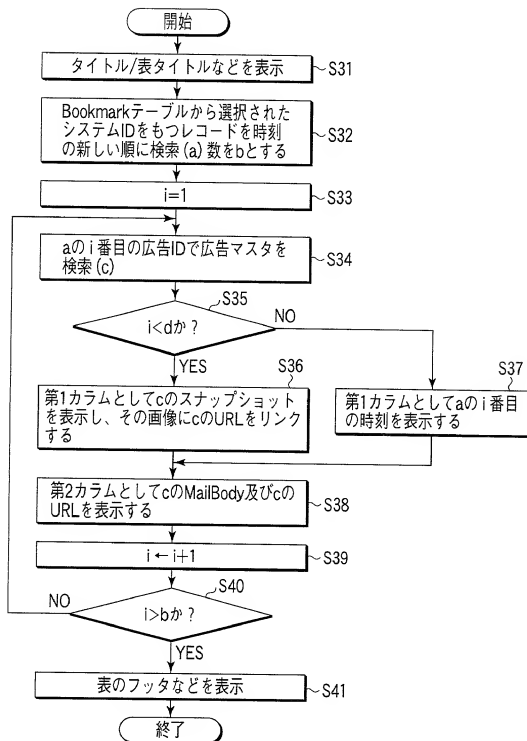 開始
タイトル/表タイトルなどを表示
S31
Bookmarkテーブルから選択された
システムIDをもつレコードを時刻
の新しい順に検索(a)数をbとする
S32
i=1
S33
aのi番目の広告IDで広告マスタを
検索(c)
S34
i<dか?
S35
NO
YES
S36
第1カラムとしてcのスナップショット
を表示し、その画像にcのURLをリンク
する
S37
第1カラムとしてaのi番目
の時刻を表示する
第2カラムとしてcのMailBody及びcの
URLを表示する
S38
i←i+1
S39
S40
NO
i>bか?
YES
表のフッタなどを表示
S41
終了